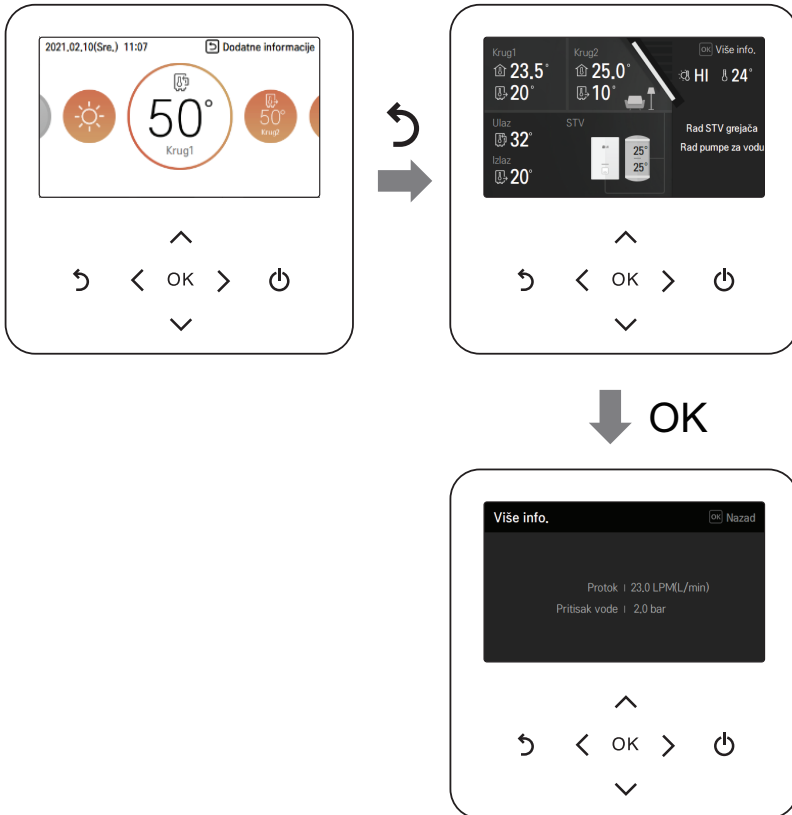 2021.02.10(Sre.) 11:07 Dodatne informacije
50°
Krug1
50°
Krug2
OK
Krug1
23.5°
20°
Krug2
25.0°
10°
OK Više info.
HI 24°
Ulaz
32°
Izlaz
20°
STV
25°
25°
Rad STV grejača
Rad pumpe za vodu
OK
OK
Više info.
OK Nazad
Protok | 23.0 LPM(L/min)
Pritisak vode | 2.0 bar
OK